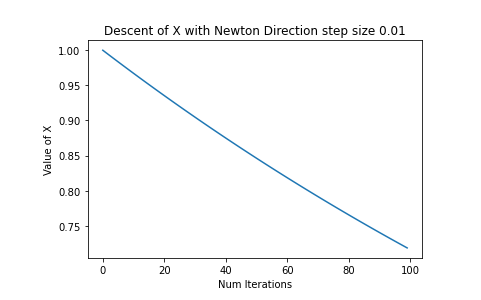 Descent of X with Newton Direction step size 0.01
1.00
0.95
0.90
0.85
0.80
0.75
Value of X
0 20 40 60 80 100
Num Iterations